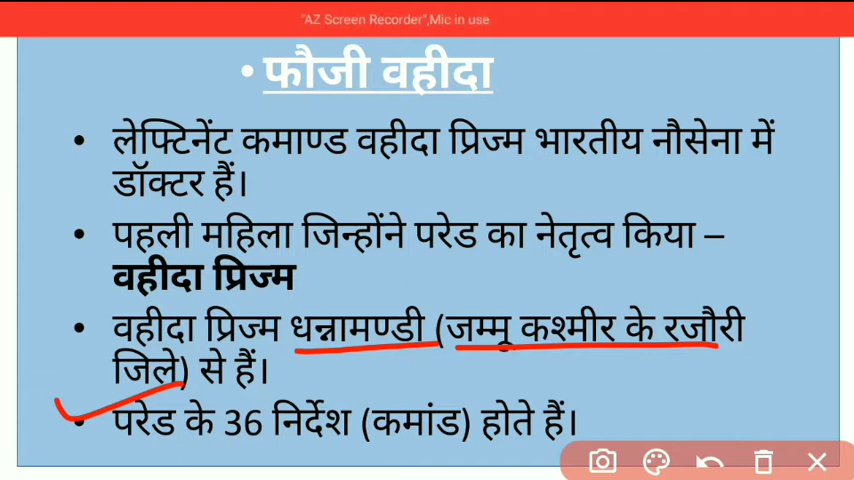 "AZ Screen Recorder",Mic in use
• फौजी वहीदा
• लेफ्टिनेंट कमाण्ड वहीदा प्रिज्म भारतीय नौसेना में
डॉक्टर हैं।
• पहली महिला जिन्होंने परेड का नेतृत्व किया –
वहीदा प्रिज्म
• वहीदा प्रिज्म धन्नामण्डी (जम्मू कश्मीर के रजौरी
जिले) से हैं।
• परेड के 36 निर्देश (कमांड) होते हैं।